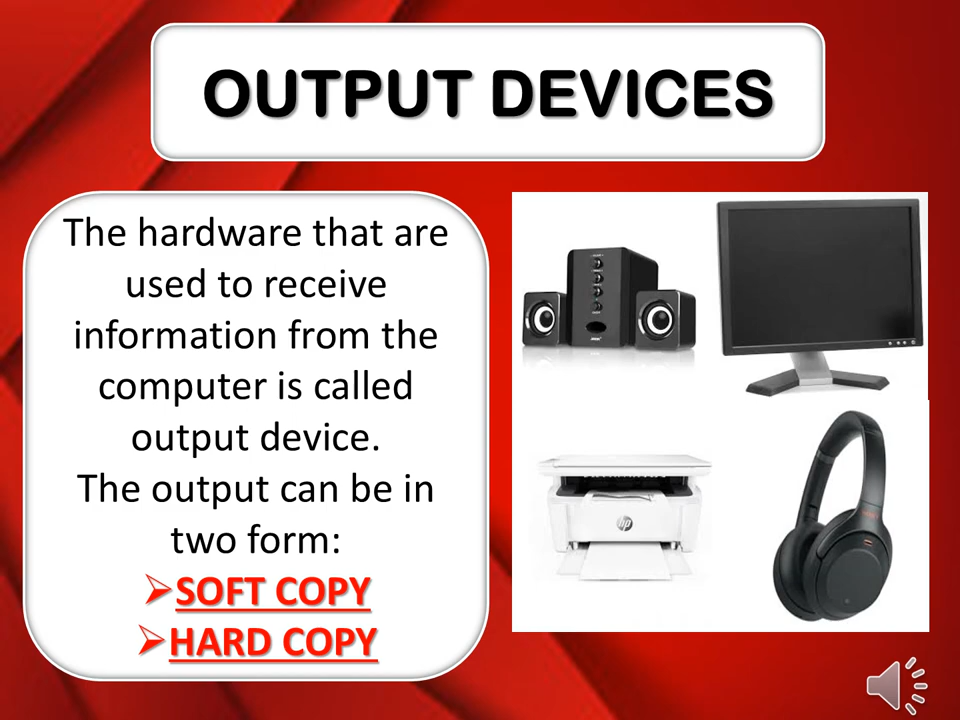 OUTPUT DEVICES
The hardware that are
used to receive
information from the
computer is called
output device.
The output can be in
two form:
➢SOFT COPY
➢HARD COPY
hp